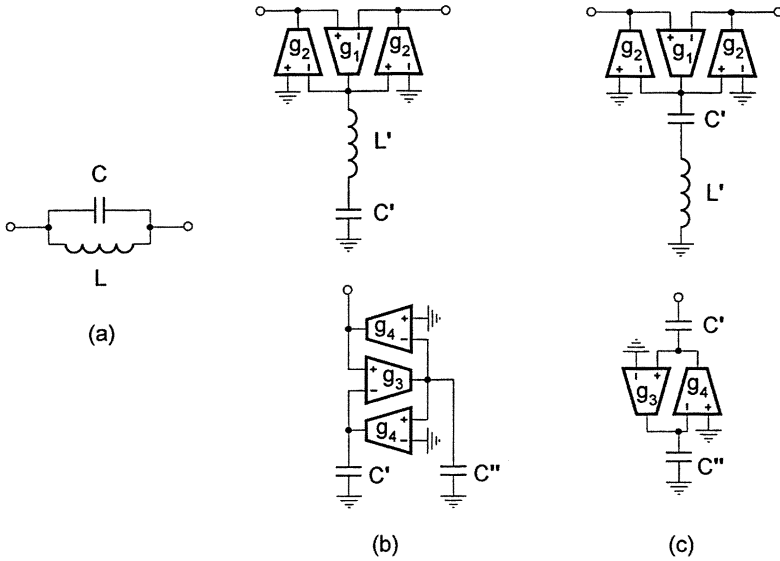 g2 g1 g2
+ - + - + -
L'
C'
C
L
(a)
g4
+ -
g3
+ -
g4
+ -
C'
C"
(b)
g2 g1 g2
+ - + - - +
C'
L'
C'
g3 g4
- + - +
C"
(c)